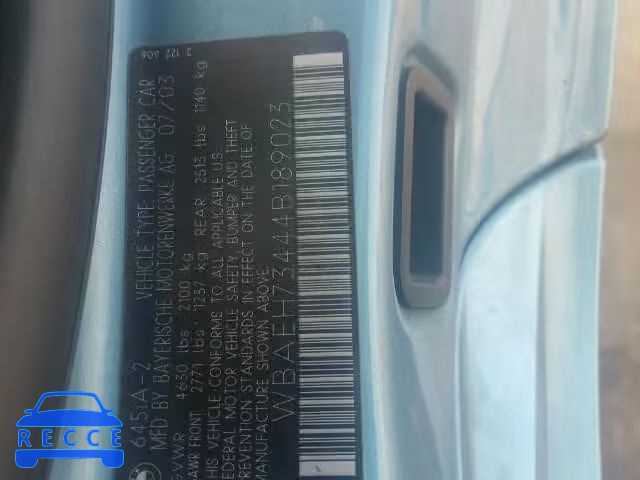 645iA-2 VEHICLE TYPE PASSENGER CAR
MFD BY BAYERISCHE MOTORENWERKE AG 07/03
GVWR 4630 lbs 2100 kg
GAWR FRONT 2771 lbs 1257 kg REAR 2513 lbs 1140 kg
THIS VEHICLE CONFORMS TO ALL APPLICABLE U.S.
FEDERAL MOTOR VEHICLE SAFETY, BUMPER AND THEFT
PREVENTION STANDARDS IN EFFECT ON THE DATE OF
MANUFACTURE SHOWN ABOVE.
WBAEH73444B189023
RECCE